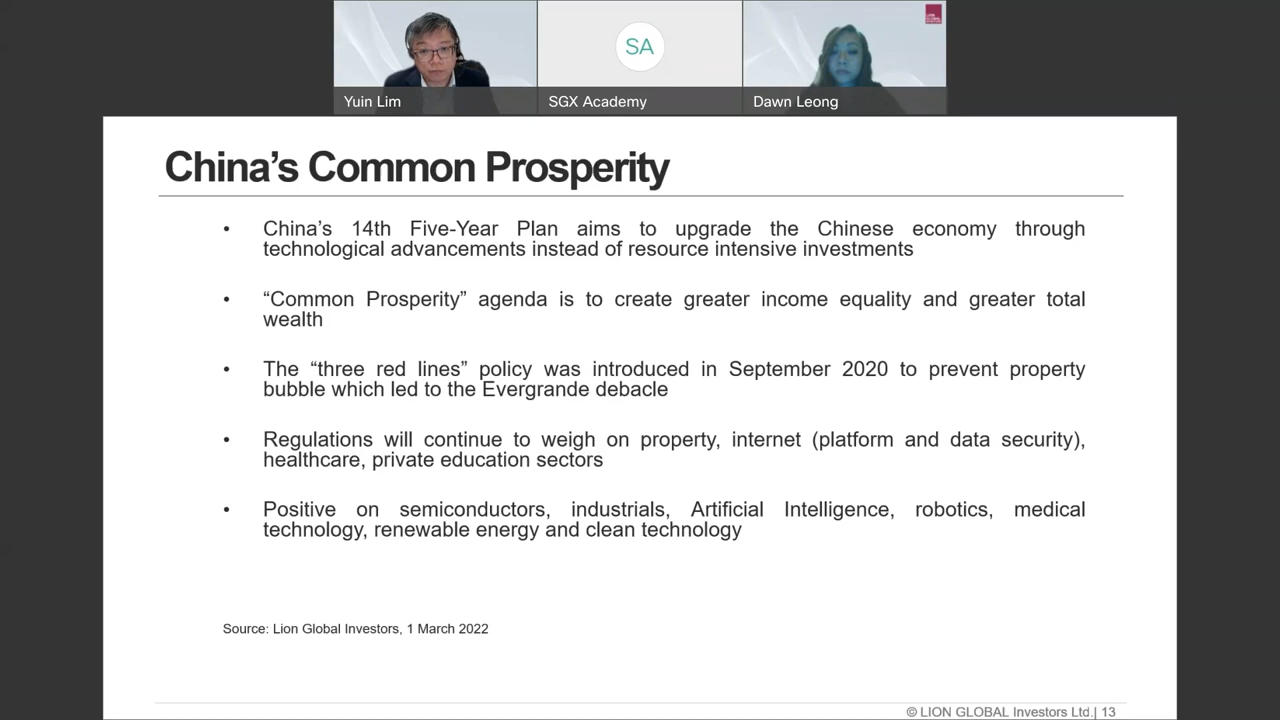 LION
GLOBAL
INVESTORS
SA
Yuin Lim
SGX Academy
Dawn Leong
China’s Common Prosperity
• China’s 14th Five-Year Plan aims to upgrade the Chinese economy through
technological advancements instead of resource intensive investments
• “Common Prosperity” agenda is to create greater income equality and greater total
wealth
• The “three red lines” policy was introduced in September 2020 to prevent property
bubble which led to the Evergrande debacle
• Regulations will continue to weigh on property, internet (platform and data security),
healthcare, private education sectors
• Positive on semiconductors, industrials, Artificial Intelligence, robotics, medical
technology, renewable energy and clean technology
Source: Lion Global Investors, 1 March 2022
© LION GLOBAL Investors Ltd.| 13